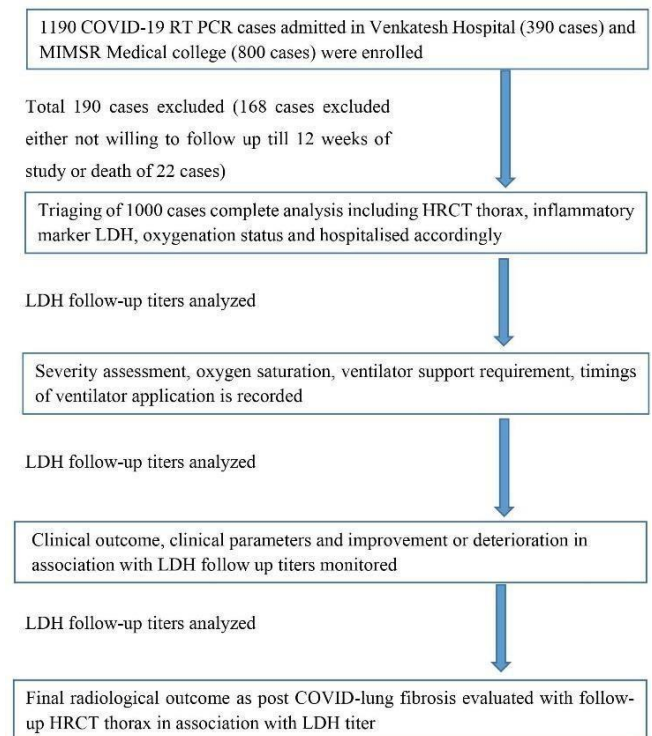 1190 COVID-19 RT PCR cases admitted in Venkatesh Hospital (390 cases) and
MIMSR Medical college (800 cases) were enrolled
Total 190 cases excluded (168 cases excluded
either not willing to follow up till 12 weeks of
study or death of 22 cases)
Triaging of 1000 cases complete analysis including HRCT thorax, inflammatory
marker LDH, oxygenation status and hospitalised accordingly
LDH follow-up titers analyzed
Severity assessment, oxygen saturation, ventilator support requirement, timings
of ventilator application is recorded
LDH follow-up titers analyzed
Clinical outcome, clinical parameters and improvement or deterioration in
association with LDH follow up titers monitored
LDH follow-up titers analyzed
Final radiological outcome as post COVID-lung fibrosis evaluated with follow-
up HRCT thorax in association with LDH titer